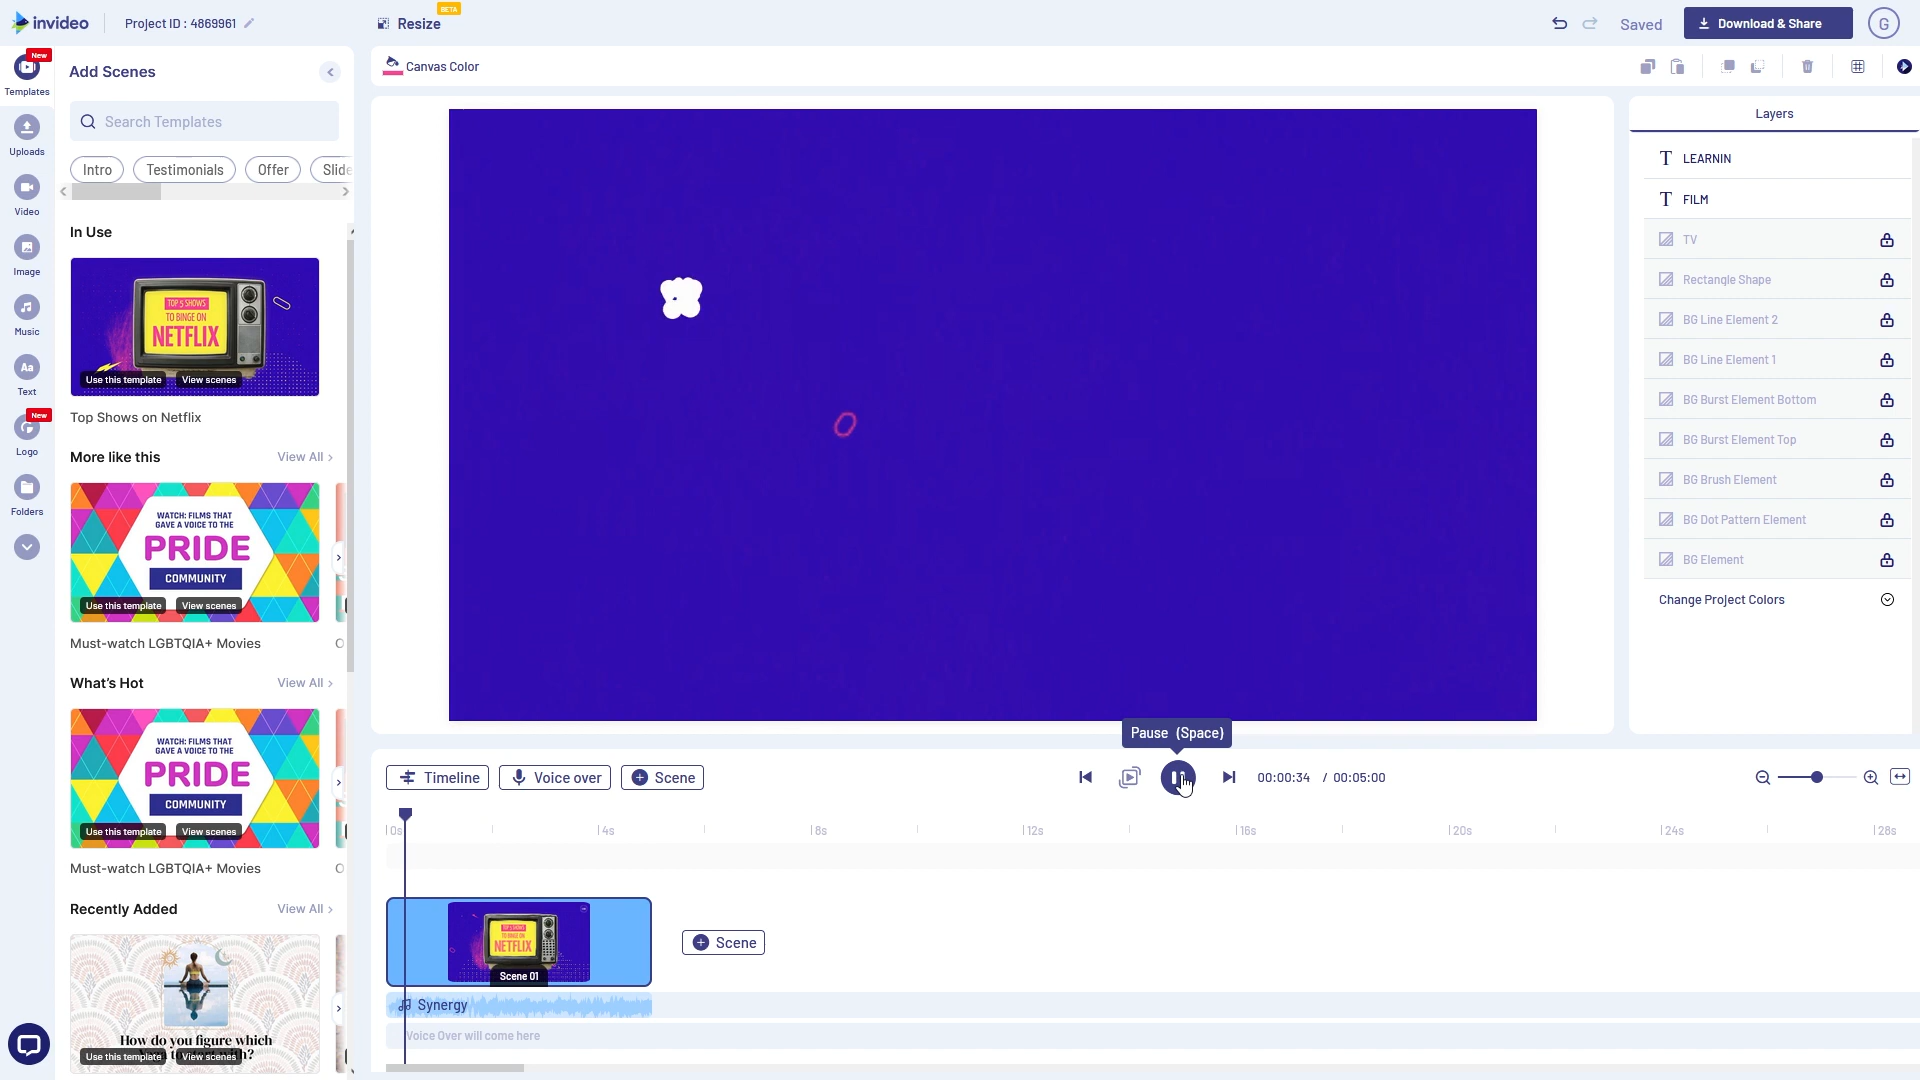 invideo
Project ID : 4869961
Resize
BETA
Saved
Download & Share
G
New
Templates
Uploads
Video
Image
Music
Aa
Text
New
Logo
Folders
Add Scenes
Search Templates
Intro
Testimonials
Offer
Slide
In Use
TOP 5 SHOWS
TO BINGE ON
NETFLIX
Use this template
View scenes
Top Shows on Netflix
More like this
View All >
WATCH: FILMS THAT
GAVE A VOICE TO THE
PRIDE
COMMUNITY
Use this template
View scenes
Must-watch LGBTQIA+ Movies
What's Hot
View All >
WATCH: FILMS THAT
GAVE A VOICE TO THE
PRIDE
COMMUNITY
Use this template
View scenes
Must-watch LGBTQIA+ Movies
Recently Added
View All >
How do you figure which
Use this template
View scenes
Canvas Color
Layers
LEARNIN
FILM
TV
Rectangle Shape
BG Line Element 2
BG Line Element 1
BG Burst Element Bottom
BG Burst Element Top
BG Brush Element
BG Dot Pattern Element
BG Element
Change Project Colors
Pause (Space)
Timeline
Voice over
Scene
00:00:34 / 00:05:00
0s
4s
8s
12s
16s
20s
24s
28s
TOP 5 SHOWS
TO BINGE ON
NETFLIX
Scene 01
Scene
Synergy
Voice Over will come here